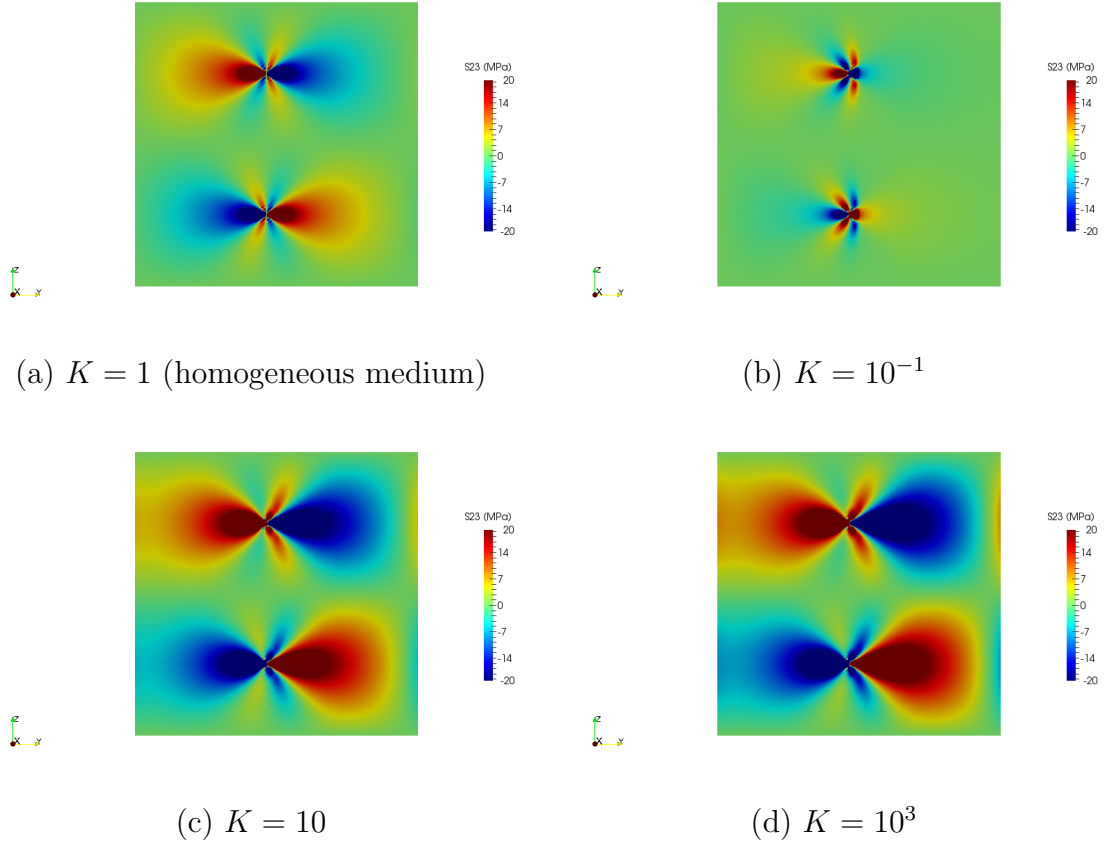 S23 (MPa)
20
14
7
0
-7
-14
-20
Z
X
Y
(a) K = 1 (homogeneous medium)
S23 (MPa)
20
14
7
0
-7
-14
-20
Z
X
Y
(b) K = 10⁻¹
S23 (MPa)
20
14
7
0
-7
-14
-20
Z
X
Y
(c) K = 10
S23 (MPa)
20
14
7
0
-7
-14
-20
Z
X
Y
(d) K = 10³